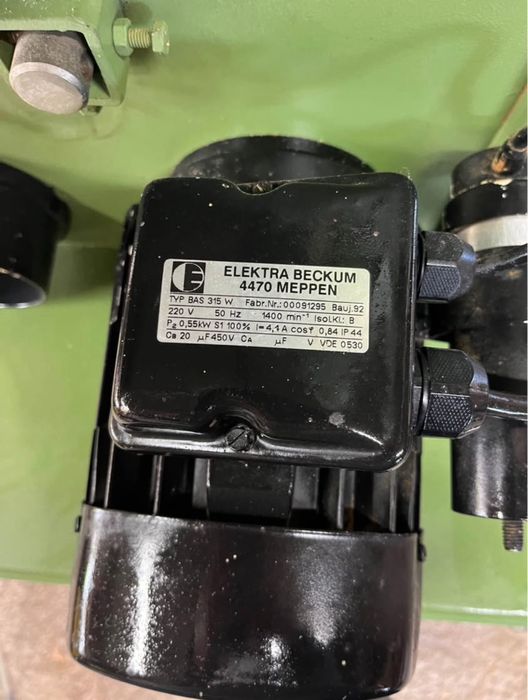 ELEKTRA BECKUM
4470 MEPPEN
TYP BAS 315 W Fabr.Nr.: 00091295 Bauj. 92
220 V 50 Hz 1400 min⁻¹ Isol.Kl.: B
P₂ 0,55kW S1 100% I=4,1 A cosφ 0,84 IP 44
CB 20 µF 450V CA µF V VDE 0530